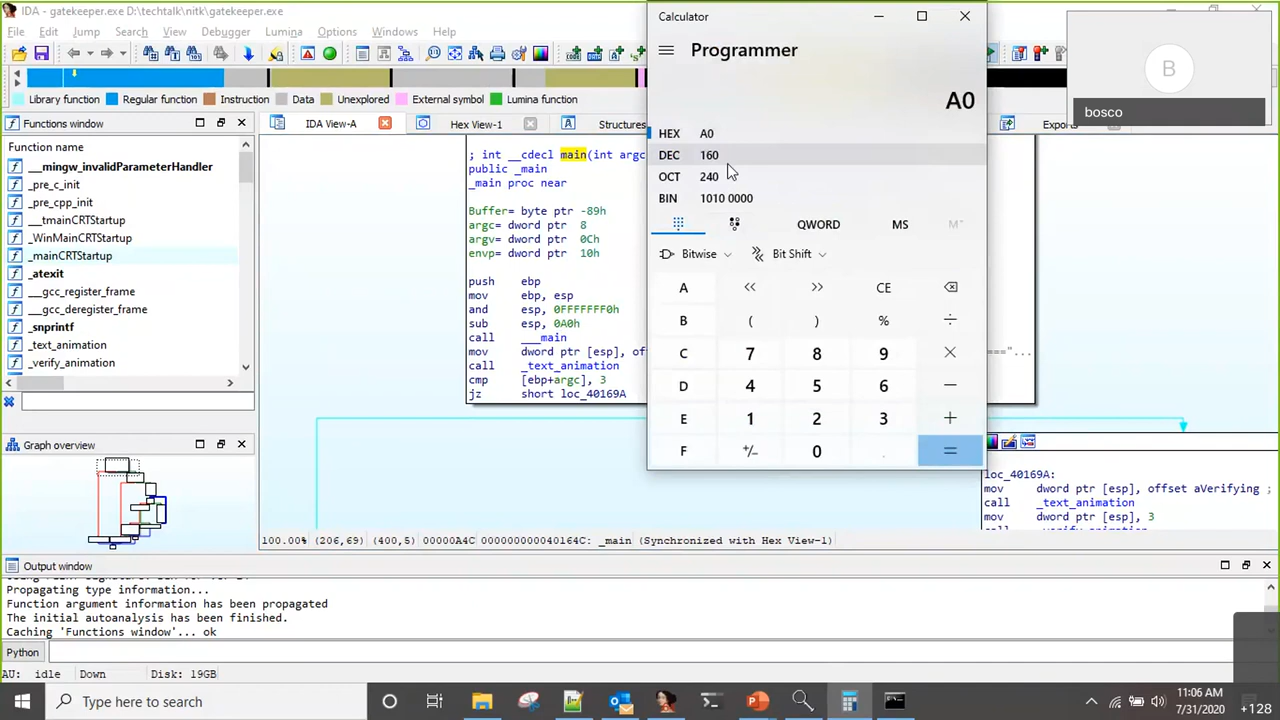 IDA - gatekeeper.exe D:\techtalk\nitk\gatekeeper.exe
File Edit Jump Search View Debugger Lumina Options Windows Help
Library function Regular function Instruction Data Unexplored External symbol Lumina function
Functions window
Function name
__mingw_invalidParameterHandler
_pre_c_init
_pre_cpp_init
__tmainCRTStartup
_WinMainCRTStartup
_mainCRTStartup
_atexit
__gcc_register_frame
__gcc_deregister_frame
_snprintf
_text_animation
_verify_animation
Graph overview
IDA View-A Hex View-1 Structures Exports
; int __cdecl main(int argc
public _main
_main proc near
Buffer= byte ptr -89h
argc= dword ptr 8
argv= dword ptr 0Ch
envp= dword ptr 10h
push ebp
mov ebp, esp
and esp, 0FFFFFFF0h
sub esp, 0A0h
call ___main
mov dword ptr [esp], o
="...
call _text_animation
cmp [ebp+argc], 3
jz short loc_40169A
loc_40169A:
mov dword ptr [esp], offset aVerifying ;
call _text_animation
mov dword ptr [esp], 3
100.00% (206,69) (400,5) 00000A4C 000000000040164C: _main (Synchronized with Hex View-1)
Calculator
Programmer
A0
HEX A0
DEC 160
OCT 240
BIN 1010 0000
QWORD MS M
Bitwise Bit Shift
A << >> CE
B ( ) % ÷
C 7 8 9 ×
D 4 5 6 −
E 1 2 3 +
F +/- 0 . =
B
bosco
Output window
Propagating type information...
Function argument information has been propagated
The initial autoanalysis has been finished.
Caching 'Functions window'... ok
Python
AU: idle Down Disk: 19GB
Type here to search
11:06 AM
7/31/2020
+128